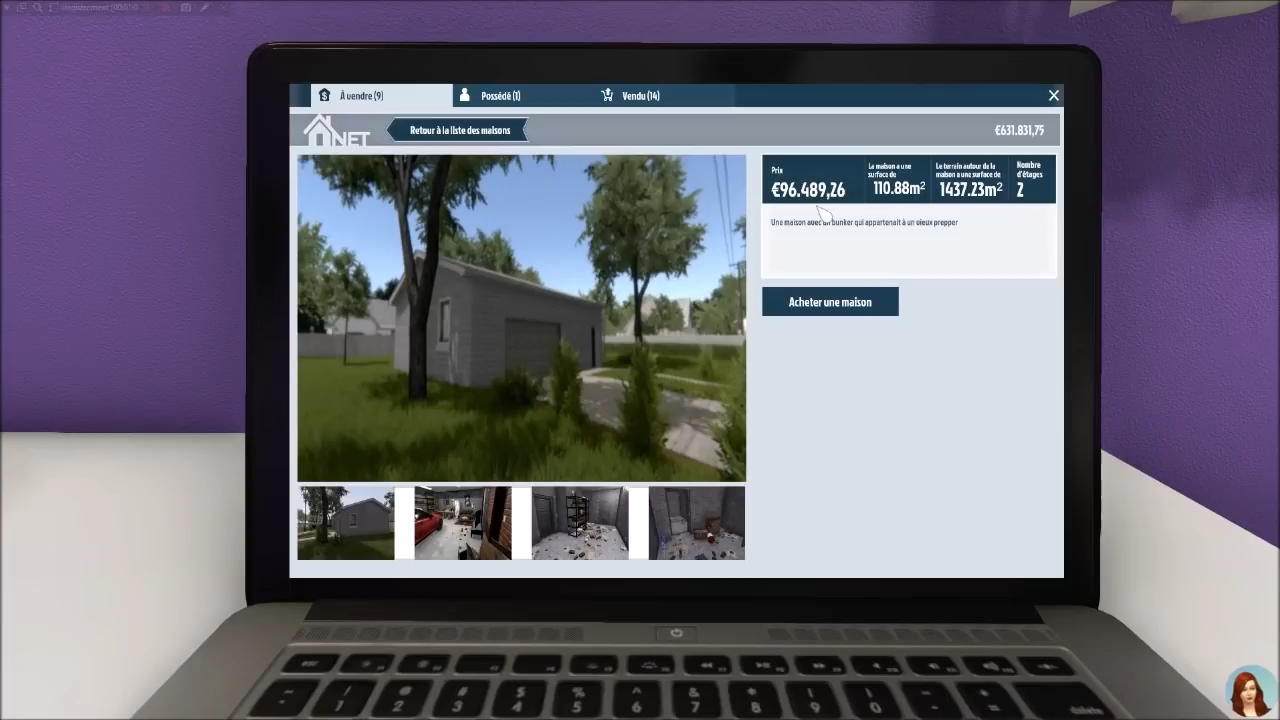 À vendre (9)
Possédé (1)
Vendu (14)
NET
Retour à la liste des maisons
€631.831,75
Prix
€96.489,26
La maison a une
surface de
110.88m²
Le terrain autour de la
maison a une surface de
1437.23m²
Nombre
d'étages
2
Une maison avec un bunker qui appartenait à un vieux prepper
Acheter une maison
esc
delete